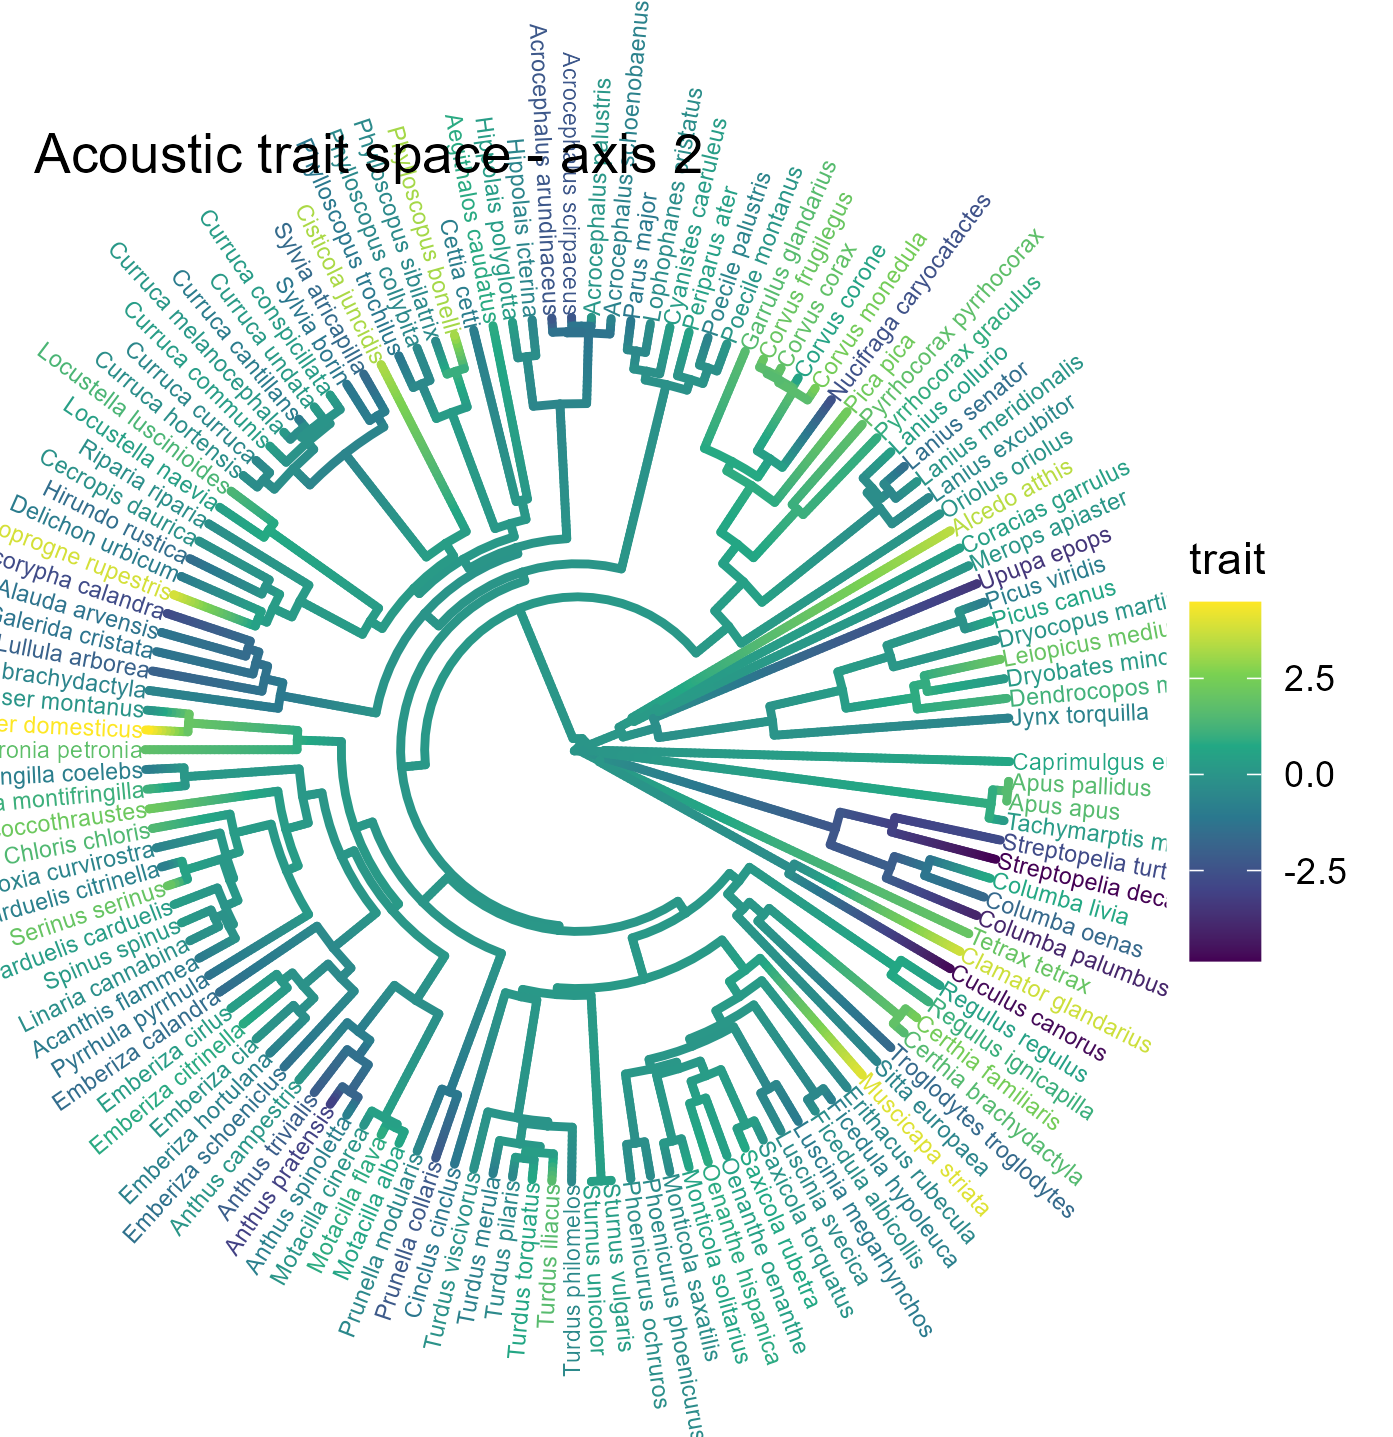 Acoustic trait space - axis 2
Acrocephalus arundinaceus
Acrocephalus scirpaceus
Acrocephalus palustris
Acrocephalus schoenobaenus
Parus major
Lophophanes cristatus
Cyanistes caeruleus
Periparus ater
Poecile palustris
Poecile montanus
Garrulus glandarius
Corvus frugilegus
Corvus corax
Corvus corone
Corvus monedula
Nucifraga caryocatactes
Pica pica
Pyrrhocorax pyrrhocorax
Pyrrhocorax graculus
Lanius collurio
Lanius senator
Lanius meridionalis
Lanius excubitor
Oriolus oriolus
Alcedo atthis
Coracias garrulus
Merops apiaster
Upupa epops
Picus viridis
Picus canus
Dryocopus marti
Leiopicus mediu
Dryobates mino
Dendrocopos m
Jynx torquilla
Caprimulgus e
Apus pallidus
Apus apus
Tachymarptis m
Streptopelia turt
Streptopelia deca
Columba livia
Columba oenas
Columba palumbus
Tetrax tetrax
Clamator glandarius
Cuculus canorus
Regulus regulus
Regulus ignicapilla
Certhia familiaris
Certhia brachydactyla
Troglodytes troglodytes
Sitta europaea
Muscicapa striata
Erithacus rubecula
Ficedula hypoleuca
Ficedula albicollis
Luscinia megarhynchos
Luscinia svecica
Saxicola torquatus
Saxicola rubetra
Oenanthe oenanthe
Oenanthe hispanica
Monticola solitarius
Monticola saxatilis
Phoenicurus phoenicurus
Phoenicurus ochruros
Sturnus vulgaris
Sturnus unicolor
Turdus philomelos
Turdus iliacus
Turdus torquatus
Turdus pilaris
Turdus merula
Turdus viscivorus
Cinclus cinclus
Prunella collaris
Prunella modularis
Motacilla alba
Motacilla flava
Motacilla cinerea
Anthus spinoletta
Anthus pratensis
Anthus trivialis
Anthus campestris
Emberiza schoeniclus
Emberiza hortulana
Emberiza cia
Emberiza citrinella
Emberiza cirlus
Emberiza calandra
Pyrrhula pyrrhula
Acanthis flammea
Linaria cannabina
Spinus spinus
arduelis carduelis
Serinus serinus
arduelis citrinella
oxia curvirostra
Chloris chloris
occothraustes
a montifringilla
ngilla coelebs
ronia petronia
er domesticus
ser montanus
brachydactyla
Lullula arborea
Galerida cristata
Alauda arvensis
corypha calandra
oprogne rupestris
Delichon urbicum
Hirundo rustica
Cecropis daurica
Riparia riparia
Locustella naevia
Locustella luscinioides
Curruca hortensis
Curruca curruca
Curruca communis
Curruca melanocephala
Curruca cantillans
Curruca undata
Curruca conspicillata
Sylvia borin
Sylvia atricapilla
Cisticola juncidis
Phylloscopus trochilus
Phylloscopus collybita
Phylloscopus sibilatrix
Phylloscopus bonelli
Cettia cetti
Aegithalos caudatus
Hippolais polyglotta
Hippolais icterina
trait
2.5
0.0
-2.5